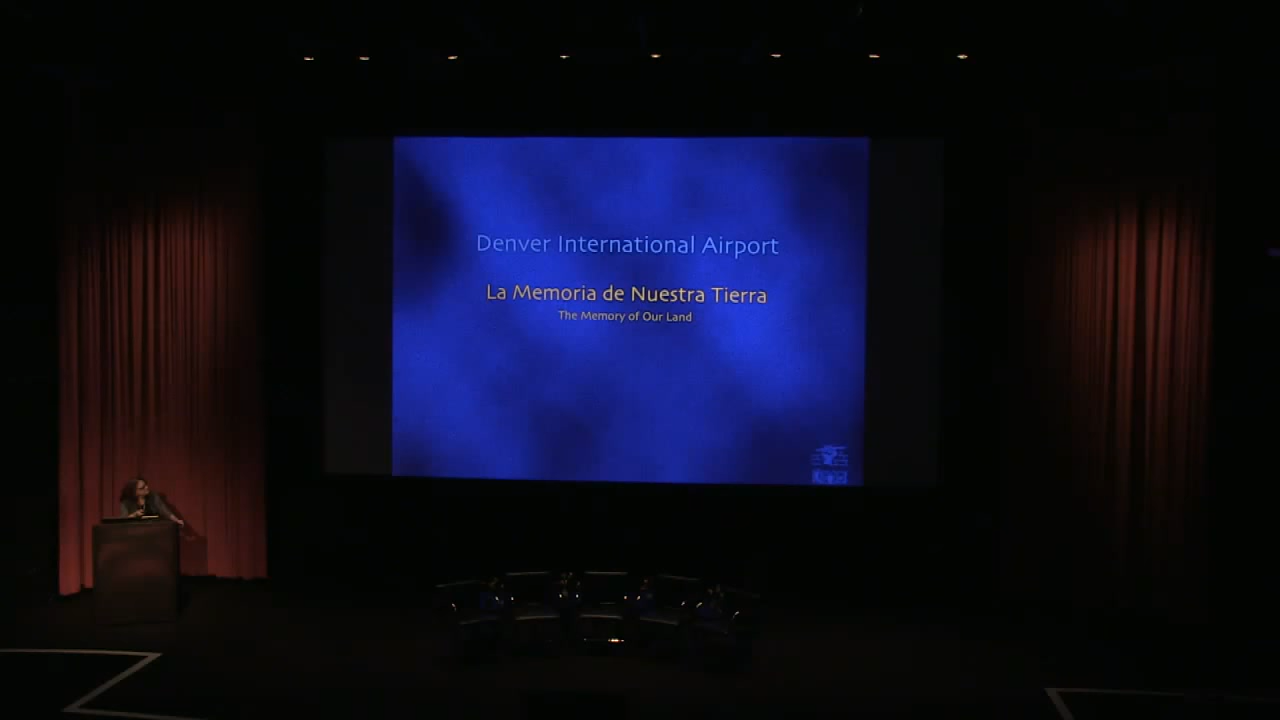 Denver International Airport
La Memoria de Nuestra Tierra
The Memory of Our Land